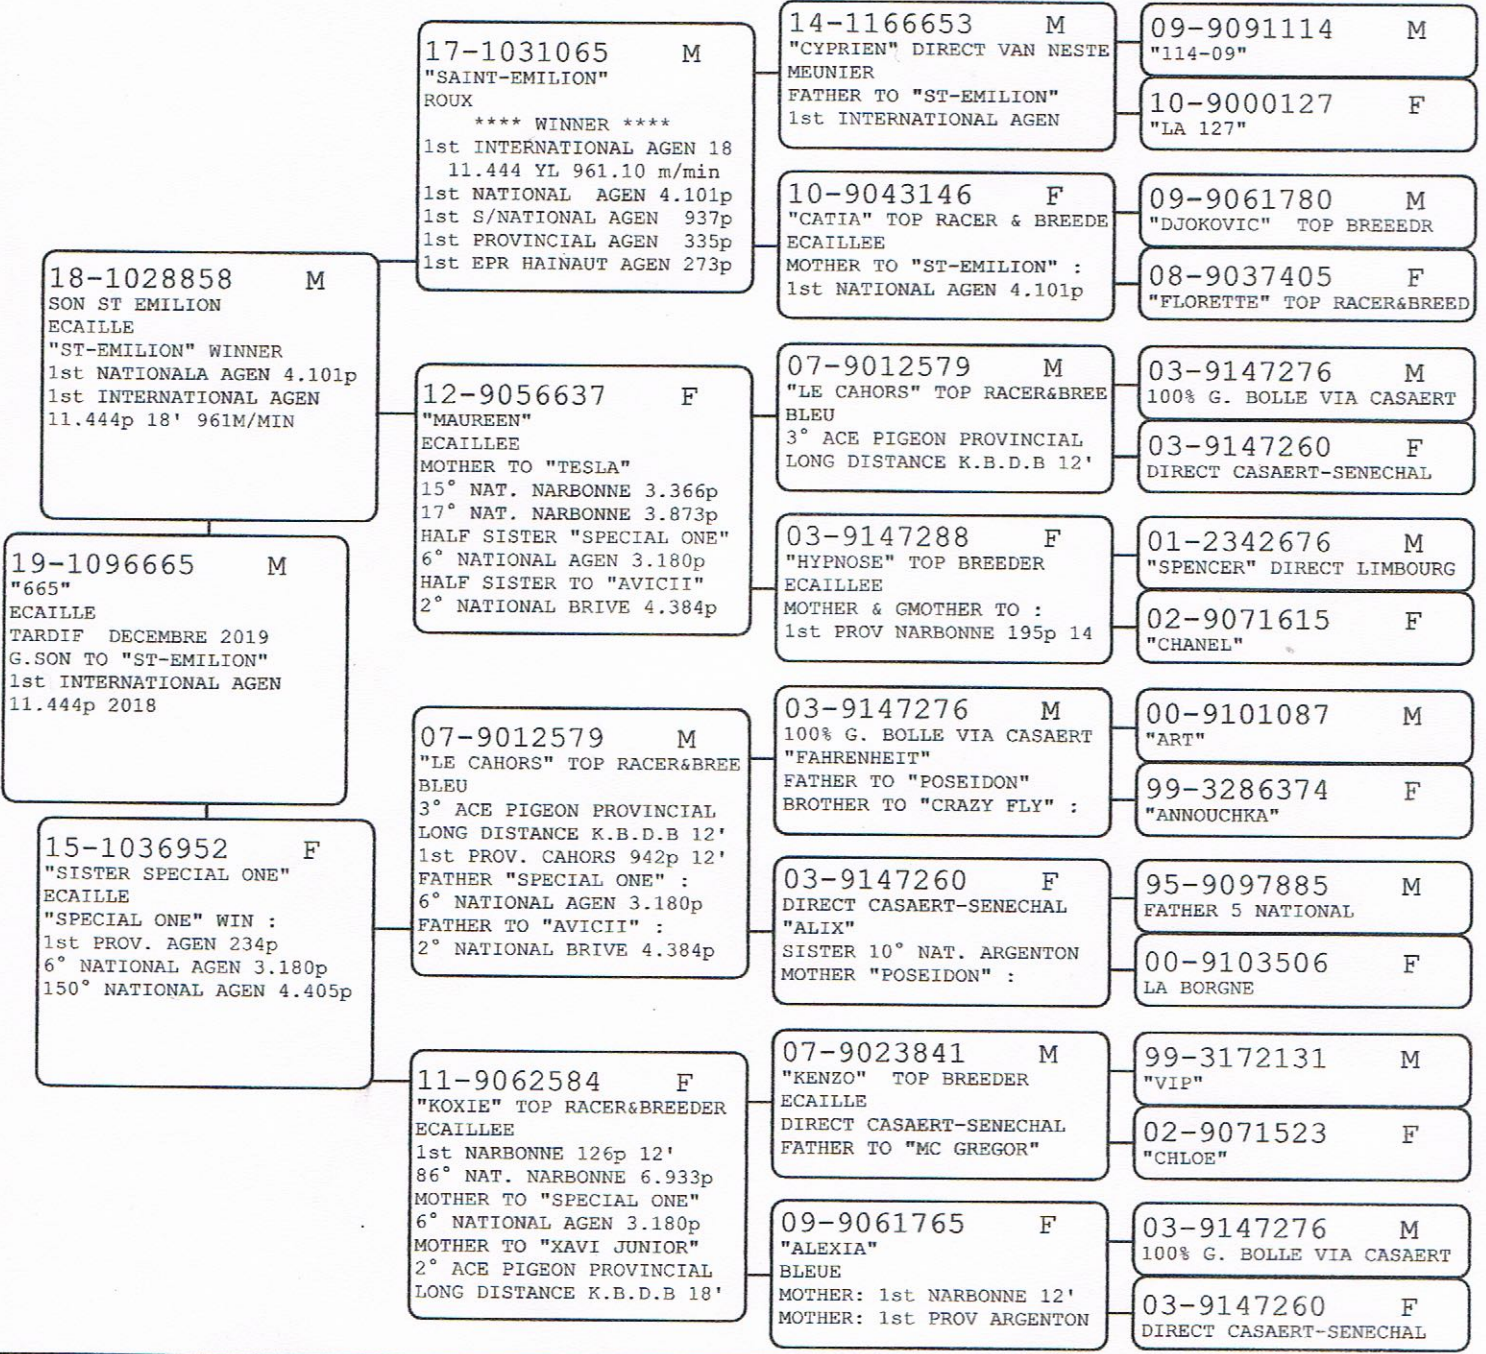 19-1096665 M
"665"
ECAILLE
TARDIF DECEMBRE 2019
G.SON TO "ST-EMILION"
1st INTERNATIONAL AGEN
11.444p 2018
18-1028858 M
SON ST EMILION
ECAILLE
"ST-EMILION" WINNER
1st NATIONALA AGEN 4.101p
1st INTERNATIONAL AGEN
11.444p 18' 961M/MIN
15-1036952 F
"SISTER SPECIAL ONE"
ECAILLE
"SPECIAL ONE" WIN :
1st PROV. AGEN 234p
6° NATIONAL AGEN 3.180p
150° NATIONAL AGEN 4.405p
17-1031065 M
"SAINT-EMILION"
ROUX
**** WINNER ****
1st INTERNATIONAL AGEN 18
11.444 YL 961.10 m/min
1st NATIONAL AGEN 4.101p
1st S/NATIONAL AGEN 937p
1st PROVINCIAL AGEN 335p
1st EPR HAINAUT AGEN 273p
12-9056637 F
"MAUREEN"
ECAILLEE
MOTHER TO "TESLA"
15° NAT. NARBONNE 3.366p
17° NAT. NARBONNE 3.873p
HALF SISTER "SPECIAL ONE"
6° NATIONAL AGEN 3.180p
HALF SISTER TO "AVICII"
2° NATIONAL BRIVE 4.384p
07-9012579 M
"LE CAHORS" TOP RACER&BREE
BLEU
3° ACE PIGEON PROVINCIAL
LONG DISTANCE K.B.D.B 12'
1st PROV. CAHORS 942p 12'
FATHER "SPECIAL ONE" :
6° NATIONAL AGEN 3.180p
FATHER TO "AVICII" :
2° NATIONAL BRIVE 4.384p
11-9062584 F
"KOXIE" TOP RACER&BREEDER
ECAILLEE
1st NARBONNE 126p 12'
86° NAT. NARBONNE 6.933p
MOTHER TO "SPECIAL ONE"
6° NATIONAL AGEN 3.180p
MOTHER TO "XAVI JUNIOR"
2° ACE PIGEON PROVINCIAL
LONG DISTANCE K.B.D.B 18'
14-1166653 M
"CYPRIEN" DIRECT VAN NESTE
MEUNIER
FATHER TO "ST-EMILION"
1st INTERNATIONAL AGEN
10-9043146 F
"CATIA" TOP RACER & BREEDE
ECAILLEE
MOTHER TO "ST-EMILION" :
1st NATIONAL AGEN 4.101p
07-9012579 M
"LE CAHORS" TOP RACER&BREE
BLEU
3° ACE PIGEON PROVINCIAL
LONG DISTANCE K.B.D.B 12'
03-9147288 F
"HYPNOSE" TOP BREEDER
ECAILLEE
MOTHER & GMOTHER TO :
1st PROV NARBONNE 195p 14
03-9147276 M
100% G. BOLLE VIA CASAERT
"FAHRENHEIT"
FATHER TO "POSEIDON"
BROTHER TO "CRAZY FLY" :
03-9147260 F
DIRECT CASAERT-SENECHAL
"ALIX"
SISTER 10° NAT. ARGENTON
MOTHER "POSEIDON" :
07-9023841 M
"KENZO" TOP BREEDER
ECAILLE
DIRECT CASAERT-SENECHAL
FATHER TO "MC GREGOR"
09-9061765 F
"ALEXIA"
BLEUE
MOTHER: 1st NARBONNE 12'
MOTHER: 1st PROV ARGENTON
09-9091114 M
"114-09"
10-9000127 F
"LA 127"
09-9061780 M
"DJOKOVIC" TOP BREEEDR
08-9037405 F
"FLORETTE" TOP RACER&BREED
03-9147276 M
100% G. BOLLE VIA CASAERT
03-9147260 F
DIRECT CASAERT-SENECHAL
01-2342676 M
"SPENCER" DIRECT LIMBOURG
02-9071615 F
"CHANEL"
00-9101087 M
"ART"
99-3286374 F
"ANNOUCHKA"
95-9097885 M
FATHER 5 NATIONAL
00-9103506 F
LA BORGNE
99-3172131 M
"VIP"
02-9071523 F
"CHLOE"
03-9147276 M
100% G. BOLLE VIA CASAERT
03-9147260 F
DIRECT CASAERT-SENECHAL